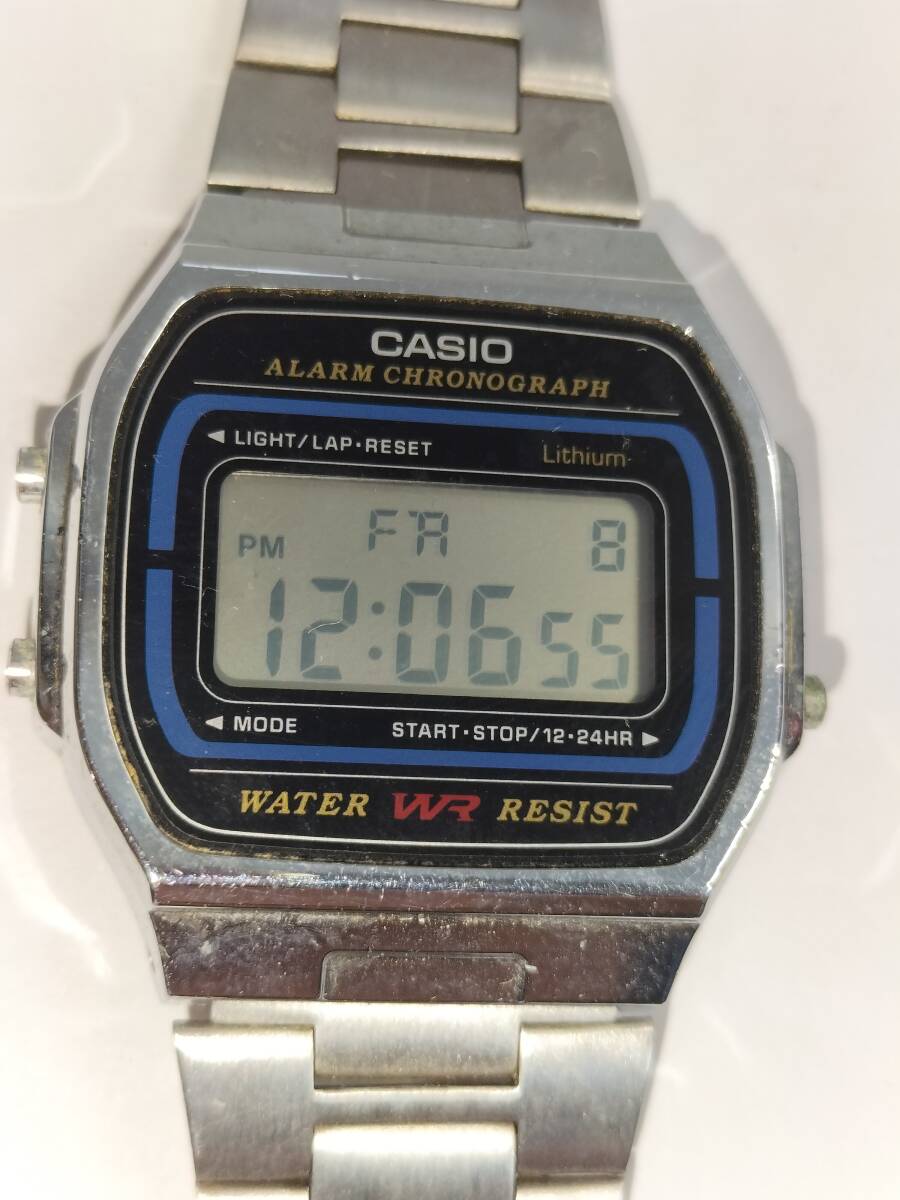 CASIO
ALARM CHRONOGRAPH
◄ LIGHT/LAP·RESET Lithium
PM FR 8
12:06 55
◄ MODE START·STOP/12·24HR ►
WATER WR RESIST